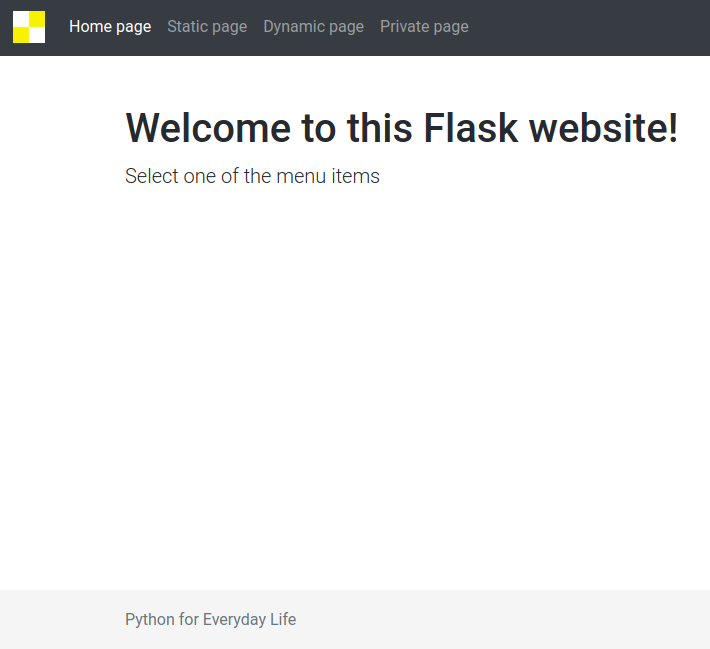 Home page Static page Dynamic page Private page
Welcome to this Flask website!
Select one of the menu items
Python for Everyday Life